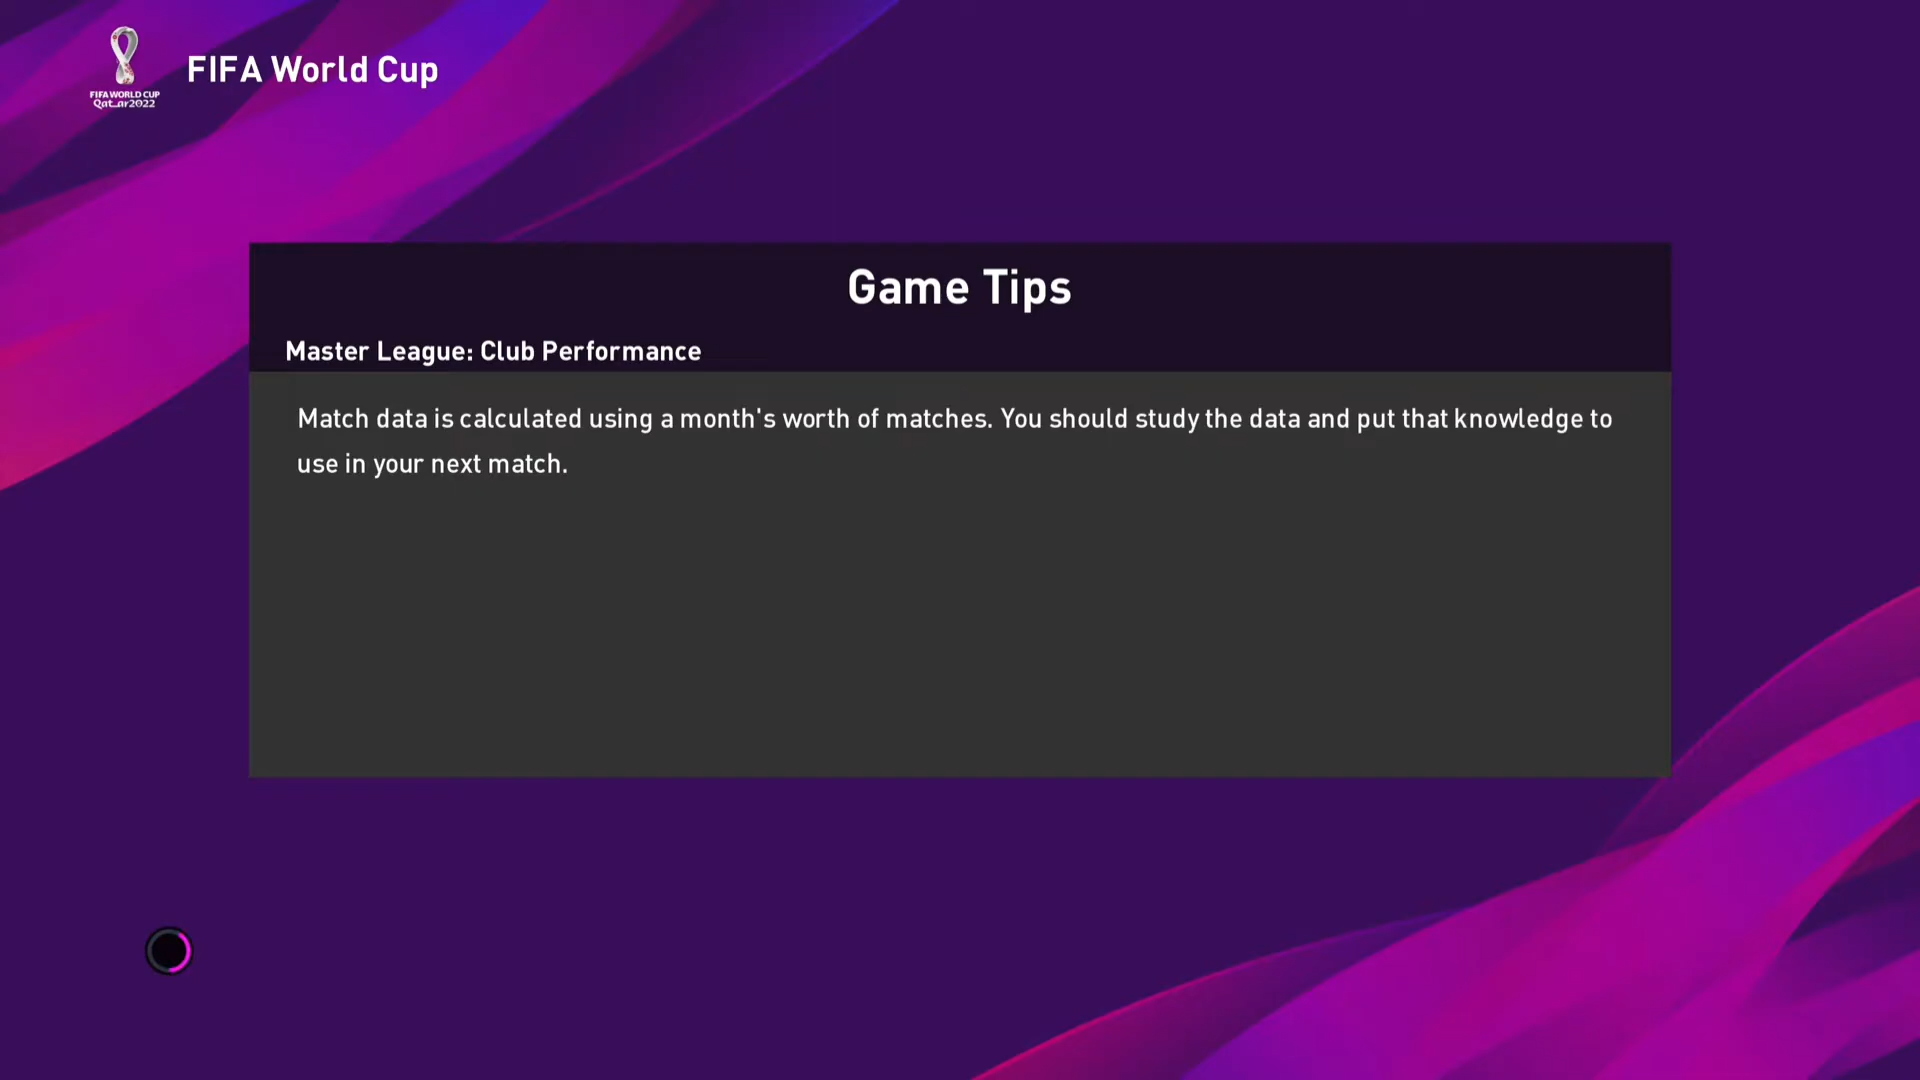 FIFA WORLD CUP
Qatar2022
FIFA World Cup
Game Tips
Master League: Club Performance
Match data is calculated using a month's worth of matches. You should study the data and put that knowledge to
use in your next match.